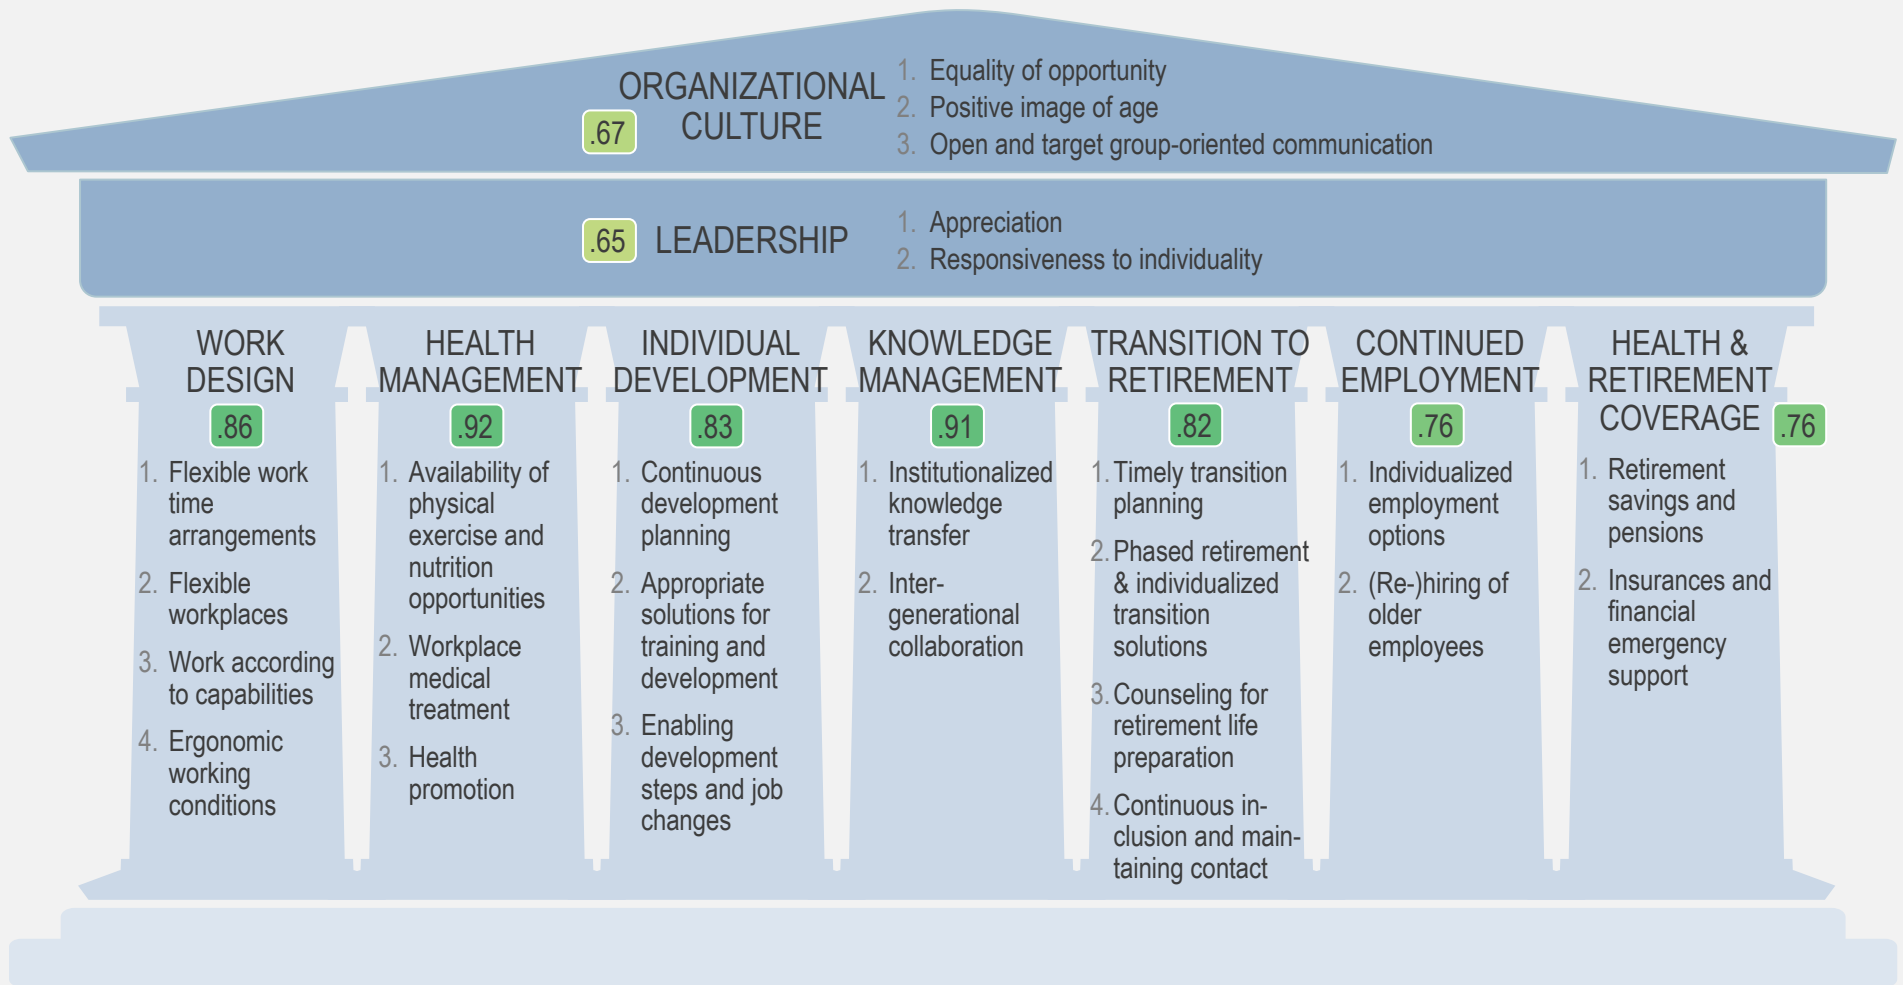 ORGANIZATIONAL
CULTURE
.67
1. Equality of opportunity
2. Positive image of age
3. Open and target group-oriented communication
.65
LEADERSHIP
1. Appreciation
2. Responsiveness to individuality
WORK
DESIGN
.86
1. Flexible work
time
arrangements
2. Flexible
workplaces
3. Work according
to capabilities
4. Ergonomic
working
conditions
HEALTH
MANAGEMENT
.92
1. Availability of
physical
exercise and
nutrition
opportunities
2. Workplace
medical
treatment
3. Health
promotion
INDIVIDUAL
DEVELOPMENT
.83
1. Continuous
development
planning
2. Appropriate
solutions for
training and
development
3. Enabling
development
steps and job
changes
KNOWLEDGE
MANAGEMENT
.91
1. Institutionalized
knowledge
transfer
2. Inter-
generational
collaboration
TRANSITION TO
RETIREMENT
.82
1. Timely transition
planning
2. Phased retirement
& individualized
transition
solutions
3. Counseling for
retirement life
preparation
4. Continuous in-
clusion and main-
taining contact
CONTINUED
EMPLOYMENT
.76
1. Individualized
employment
options
2. (Re-)hiring of
older
employees
HEALTH &
RETIREMENT
COVERAGE
.76
1. Retirement
savings and
pensions
2. Insurances and
financial
emergency
support